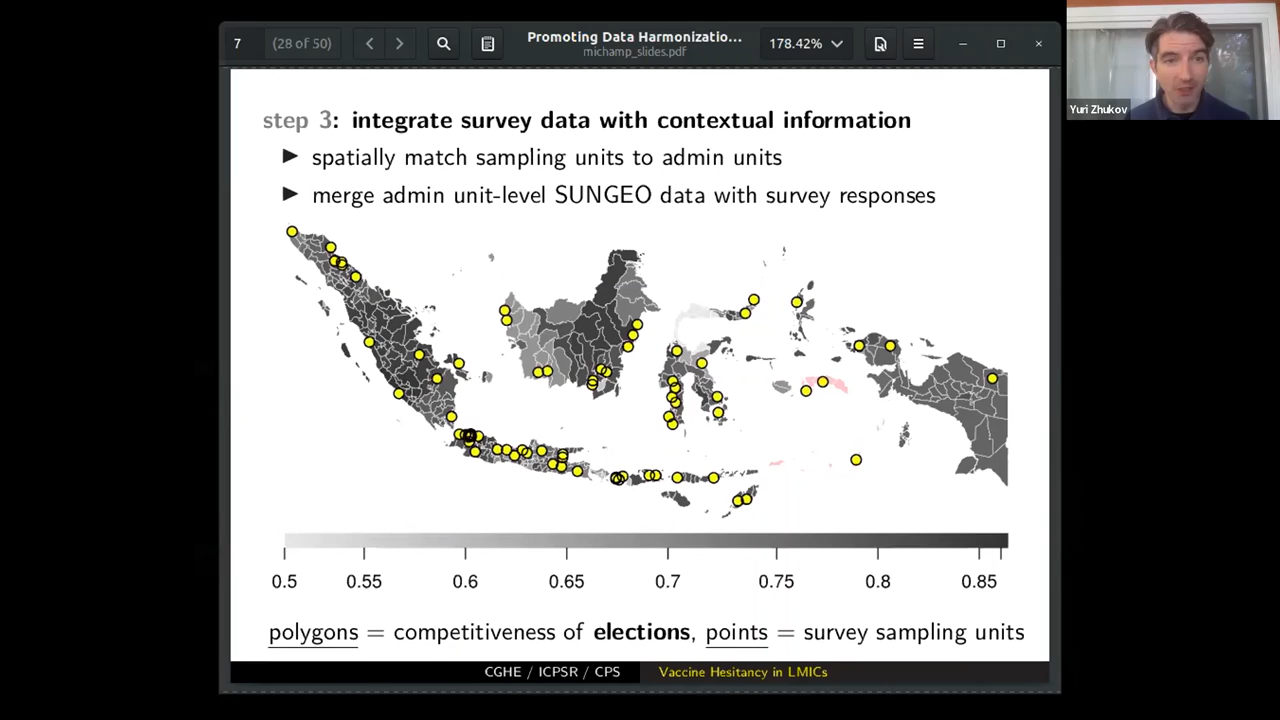 7
(28 of 50)
Promoting Data Harmonizatio...
michamp_slides.pdf
178.42%
Yuri Zhukov
step 3: integrate survey data with contextual information
spatially match sampling units to admin units
merge admin unit-level SUNGEO data with survey responses
0.5 0.55 0.6 0.65 0.7 0.75 0.8 0.85
polygons = competitiveness of elections, points = survey sampling units
CGHE / ICPSR / CPS
Vaccine Hesitancy in LMICs